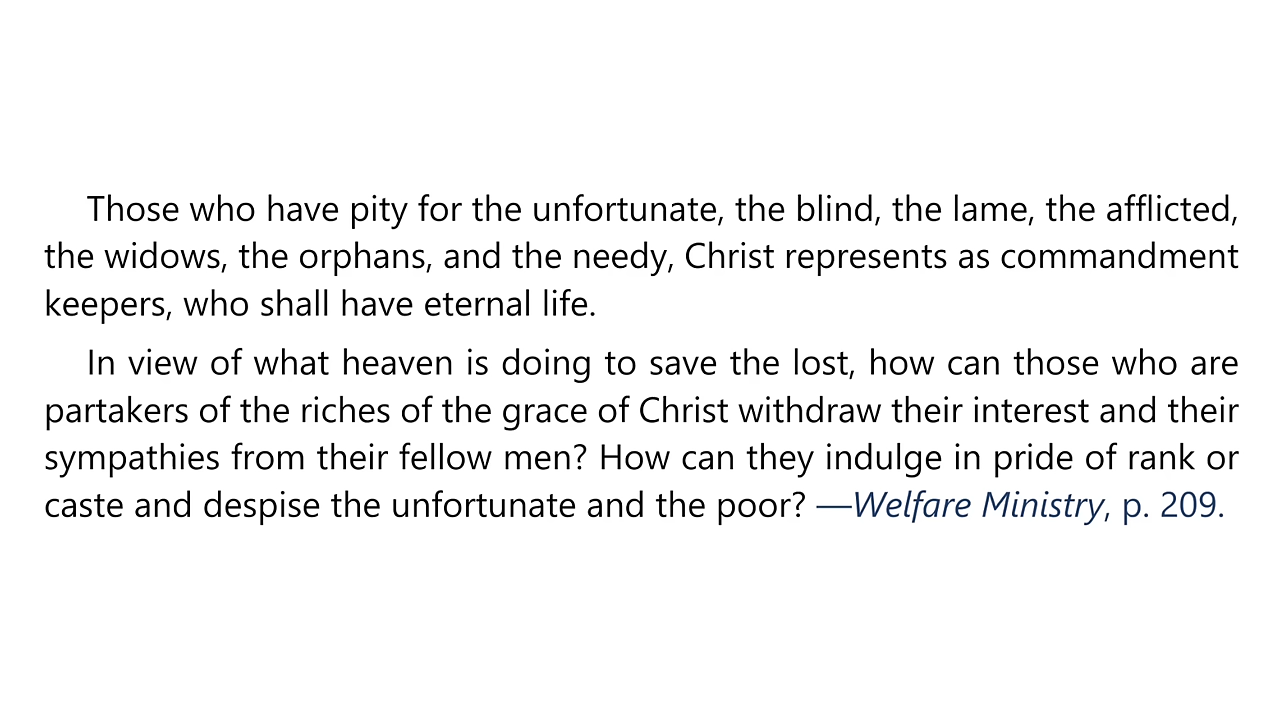 Those who have pity for the unfortunate, the blind, the lame, the afflicted,
the widows, the orphans, and the needy, Christ represents as commandment
keepers, who shall have eternal life.
In view of what heaven is doing to save the lost, how can those who are
partakers of the riches of the grace of Christ withdraw their interest and their
sympathies from their fellow men? How can they indulge in pride of rank or
caste and despise the unfortunate and the poor? —Welfare Ministry, p. 209.